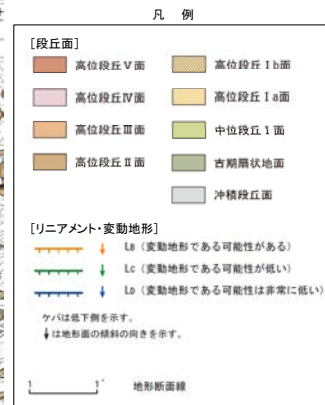 凡 例
[段丘面]
高位段丘Ⅴ面
高位段丘Ⅳ面
高位段丘Ⅲ面
高位段丘Ⅱ面
高位段丘Ⅰb面
高位段丘Ⅰa面
中位段丘1面
古期扇状地面
沖積段丘面
[リニアメント・変動地形]
LB（変動地形である可能性がある）
LC（変動地形である可能性が低い）
LD（変動地形である可能性は非常に低い）
ケバは低下側を示す。
↓は地形面の傾斜の向きを示す。
1 1' 地形断面線